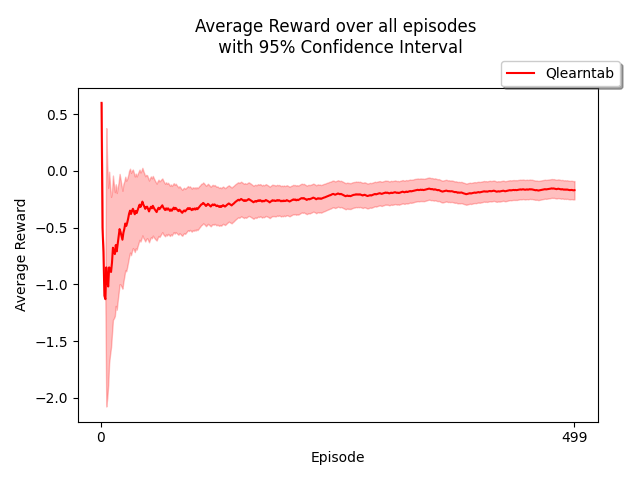 Average Reward over all episodes
with 95% Confidence Interval
Qlearntab
0.5
0.0
−0.5
−1.0
−1.5
−2.0
Average Reward
0
499
Episode